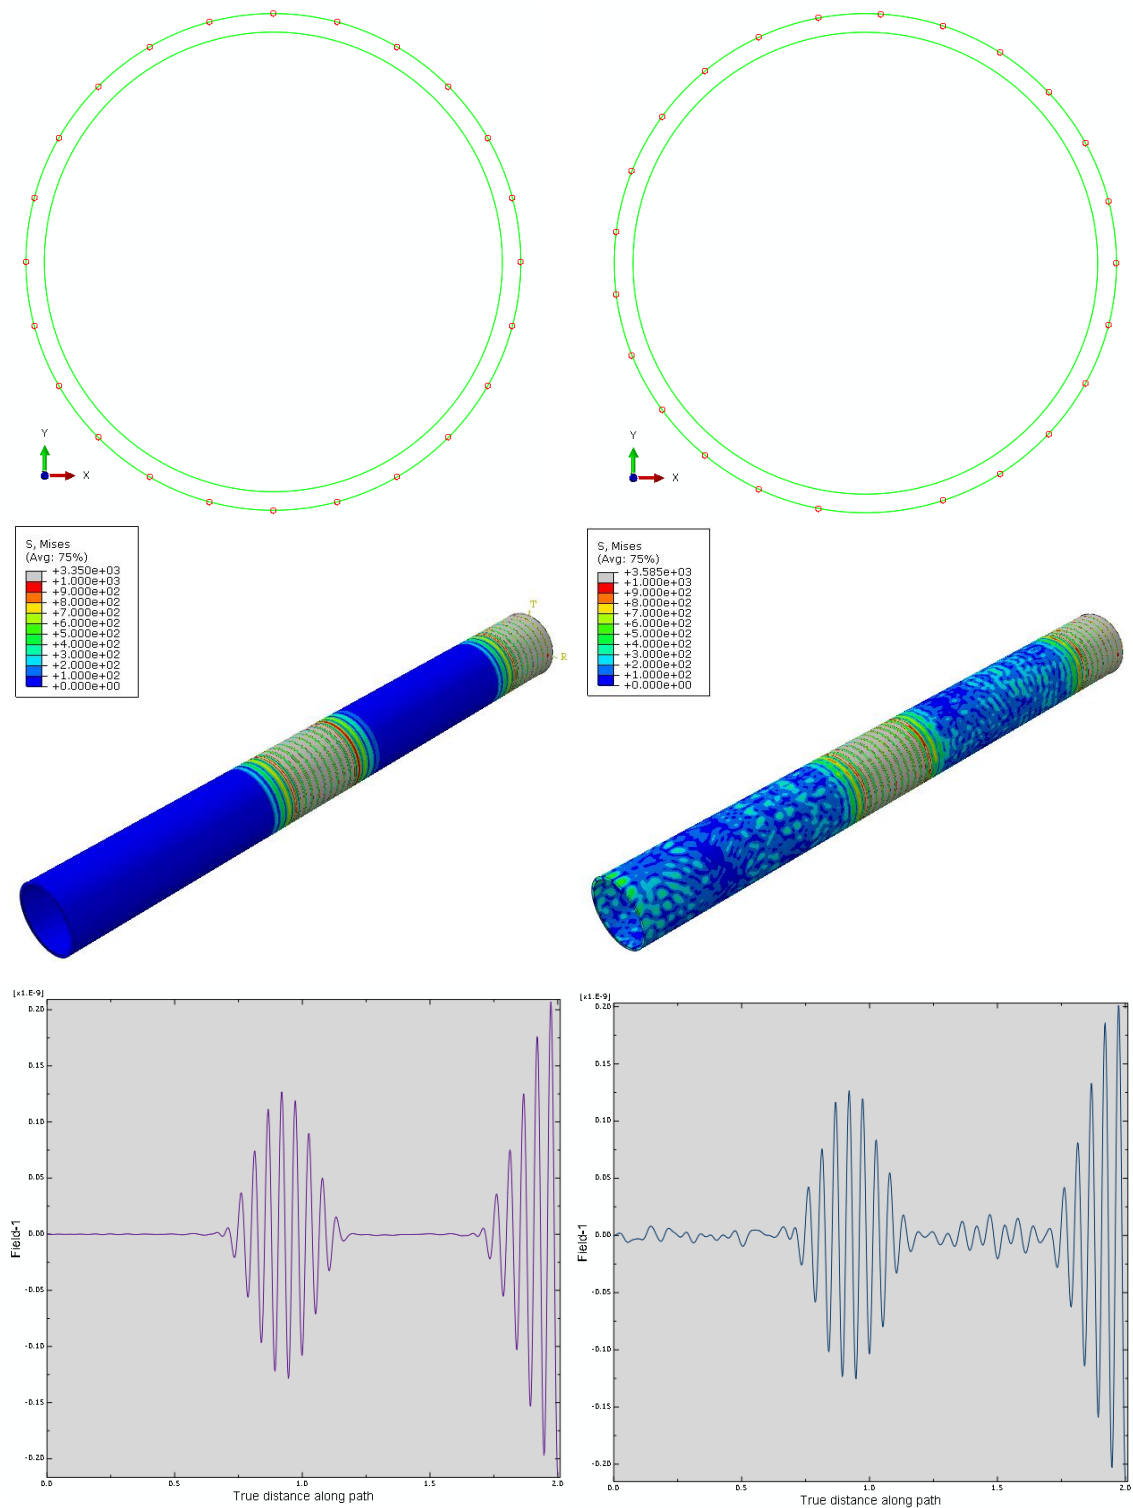 Y
X
Y
X
S, Mises
(Avg: 75%)
+3.350e+03
+1.000e+03
+9.000e+02
+8.000e+02
+7.000e+02
+6.000e+02
+5.000e+02
+4.000e+02
+3.000e+02
+2.000e+02
+1.000e+02
+0.000e+00
T
R
S, Mises
(Avg: 75%)
+3.585e+03
+1.000e+03
+9.000e+02
+8.000e+02
+7.000e+02
+6.000e+02
+5.000e+02
+4.000e+02
+3.000e+02
+2.000e+02
+1.000e+02
+0.000e+00
[x1.E-9]
0.20
0.15
0.10
0.05
0.00
-0.05
-0.10
-0.15
-0.20
Field-1
0.0 0.5 1.0 1.5 2.0
True distance along path
[x1.E-9]
0.20
0.15
0.10
0.05
0.00
-0.05
-0.10
-0.15
-0.20
Field-1
0.0 0.5 1.0 1.5 2.0
True distance along path